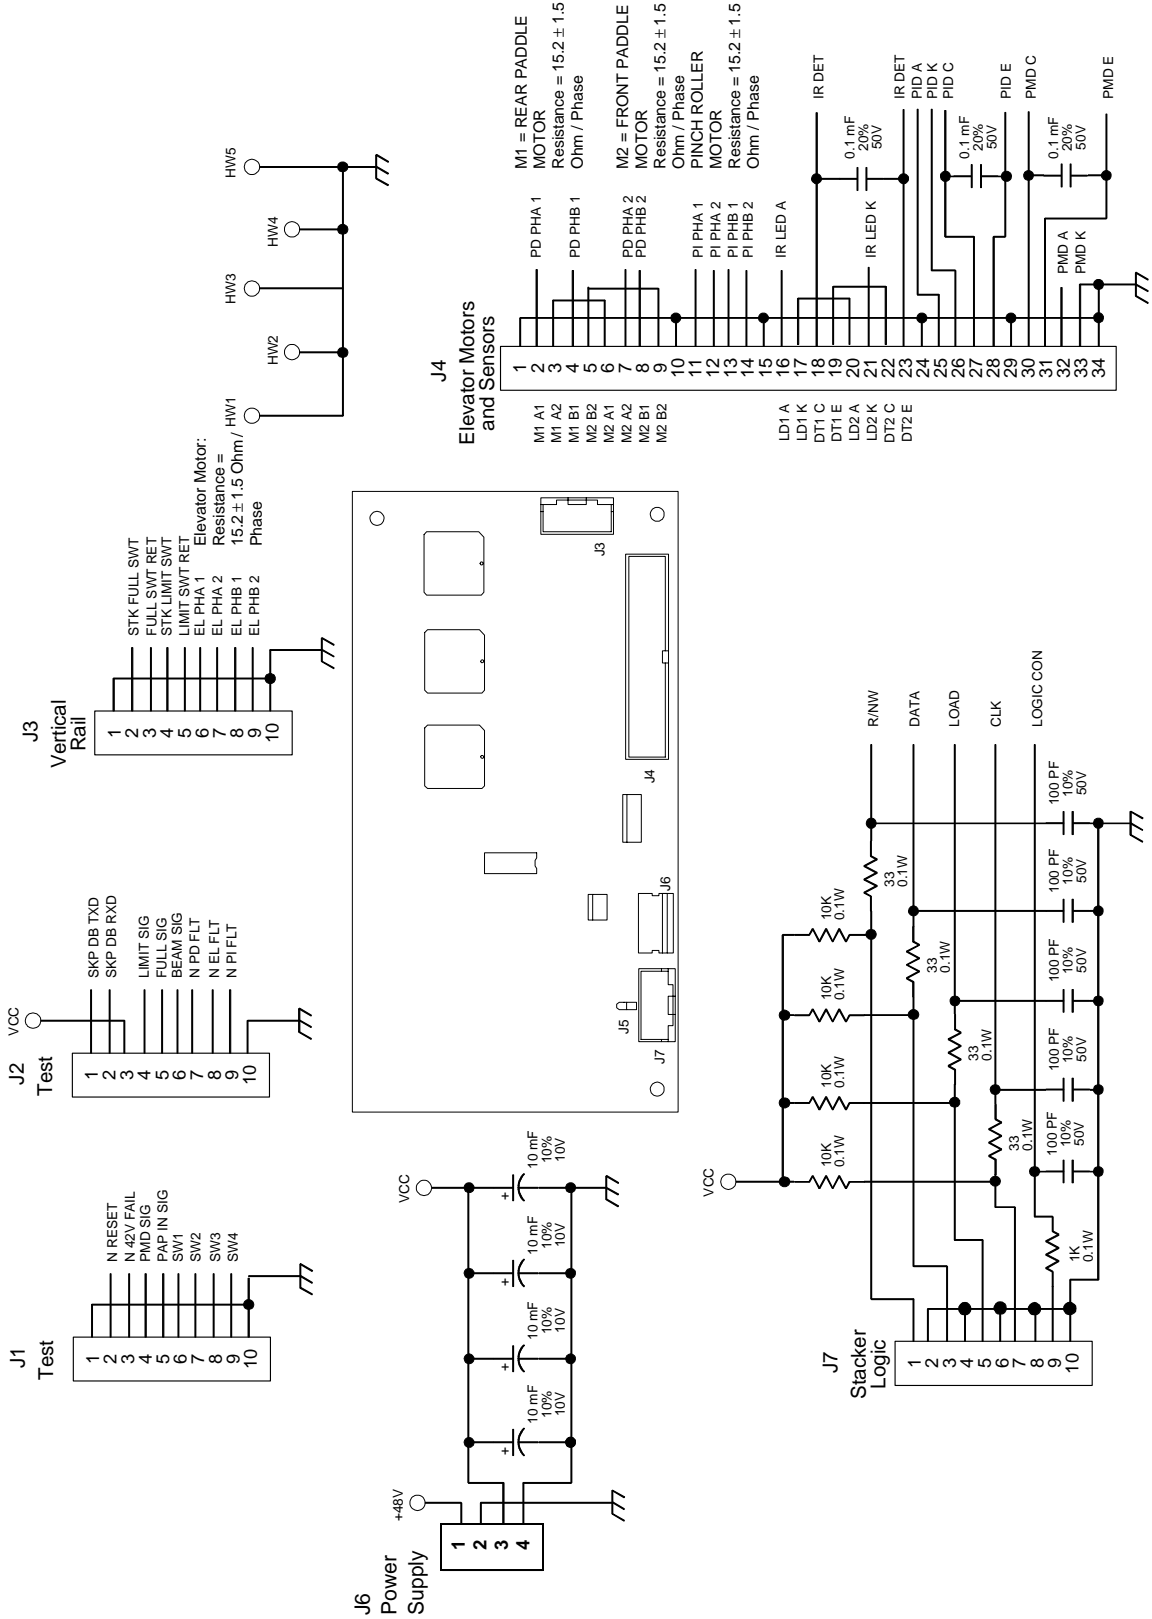 J1
Test
1
2
3
4
5
6
7
8
9
10
N RESET
N 42V FAIL
PMD SIG
PAP IN SIG
SW1
SW2
SW3
SW4
J2
Test
VCC
1
2
3
4
5
6
7
8
9
10
SKP DB TXD
SKP DB RXD
LIMIT SIG
FULL SIG
BEAM SIG
N PD FLT
N EL FLT
N PI FLT
J3
Vertical
Rail
1
2
3
4
5
6
7
8
9
10
STK FULL SWT
FULL SWT RET
STK LIMIT SWT
LIMIT SWT RET
EL PHA 1
EL PHA 2
EL PHB 1
EL PHB 2
Elevator Motor:
Resistance =
15.2 ± 1.5 Ohm /
Phase
HW1
HW2
HW3
HW4
HW5
J6
Power
Supply
+48V
1
2
3
4
VCC
10 mF
10%
10V
10 mF
10%
10V
10 mF
10%
10V
10 mF
10%
10V
+
+
+
+
J3
J4
J5
J6
J7
J4
Elevator Motors
and Sensors
M1 A1
M1 A2
M1 B1
M2 B2
M2 A1
M2 A2
M2 B1
M2 B2
LD1 A
LD1 K
DT1 C
DT1 E
LD2 A
LD2 K
DT2 C
DT2 E
1
2
3
4
5
6
7
8
9
10
11
12
13
14
15
16
17
18
19
20
21
22
23
24
25
26
27
28
29
30
31
32
33
34
PD PHA 1
PD PHB 1
PD PHA 2
PD PHB 2
PI PHA 1
PI PHA 2
PI PHB 1
PI PHB 2
IR LED A
IR LED K
PMD A
PMD K
M1 = REAR PADDLE
MOTOR
Resistance = 15.2 ± 1.5
Ohm / Phase
M2 = FRONT PADDLE
MOTOR
Resistance = 15.2 ± 1.5
Ohm / Phase
PINCH ROLLER
MOTOR
Resistance = 15.2 ± 1.5
Ohm / Phase
IR DET
IR DET
PID A
PID K
PID C
PID E
PMD C
PMD E
0.1 mF
20%
50V
0.1 mF
20%
50V
0.1 mF
20%
50V
J7
Stacker
Logic
1
2
3
4
5
6
7
8
9
10
VCC
10K
0.1W
10K
0.1W
10K
0.1W
10K
0.1W
33
0.1W
33
0.1W
33
0.1W
33
0.1W
1K
0.1W
100 PF
10%
50V
100 PF
10%
50V
100 PF
10%
50V
100 PF
10%
50V
100 PF
10%
50V
R/NW
DATA
LOAD
CLK
LOGIC CON